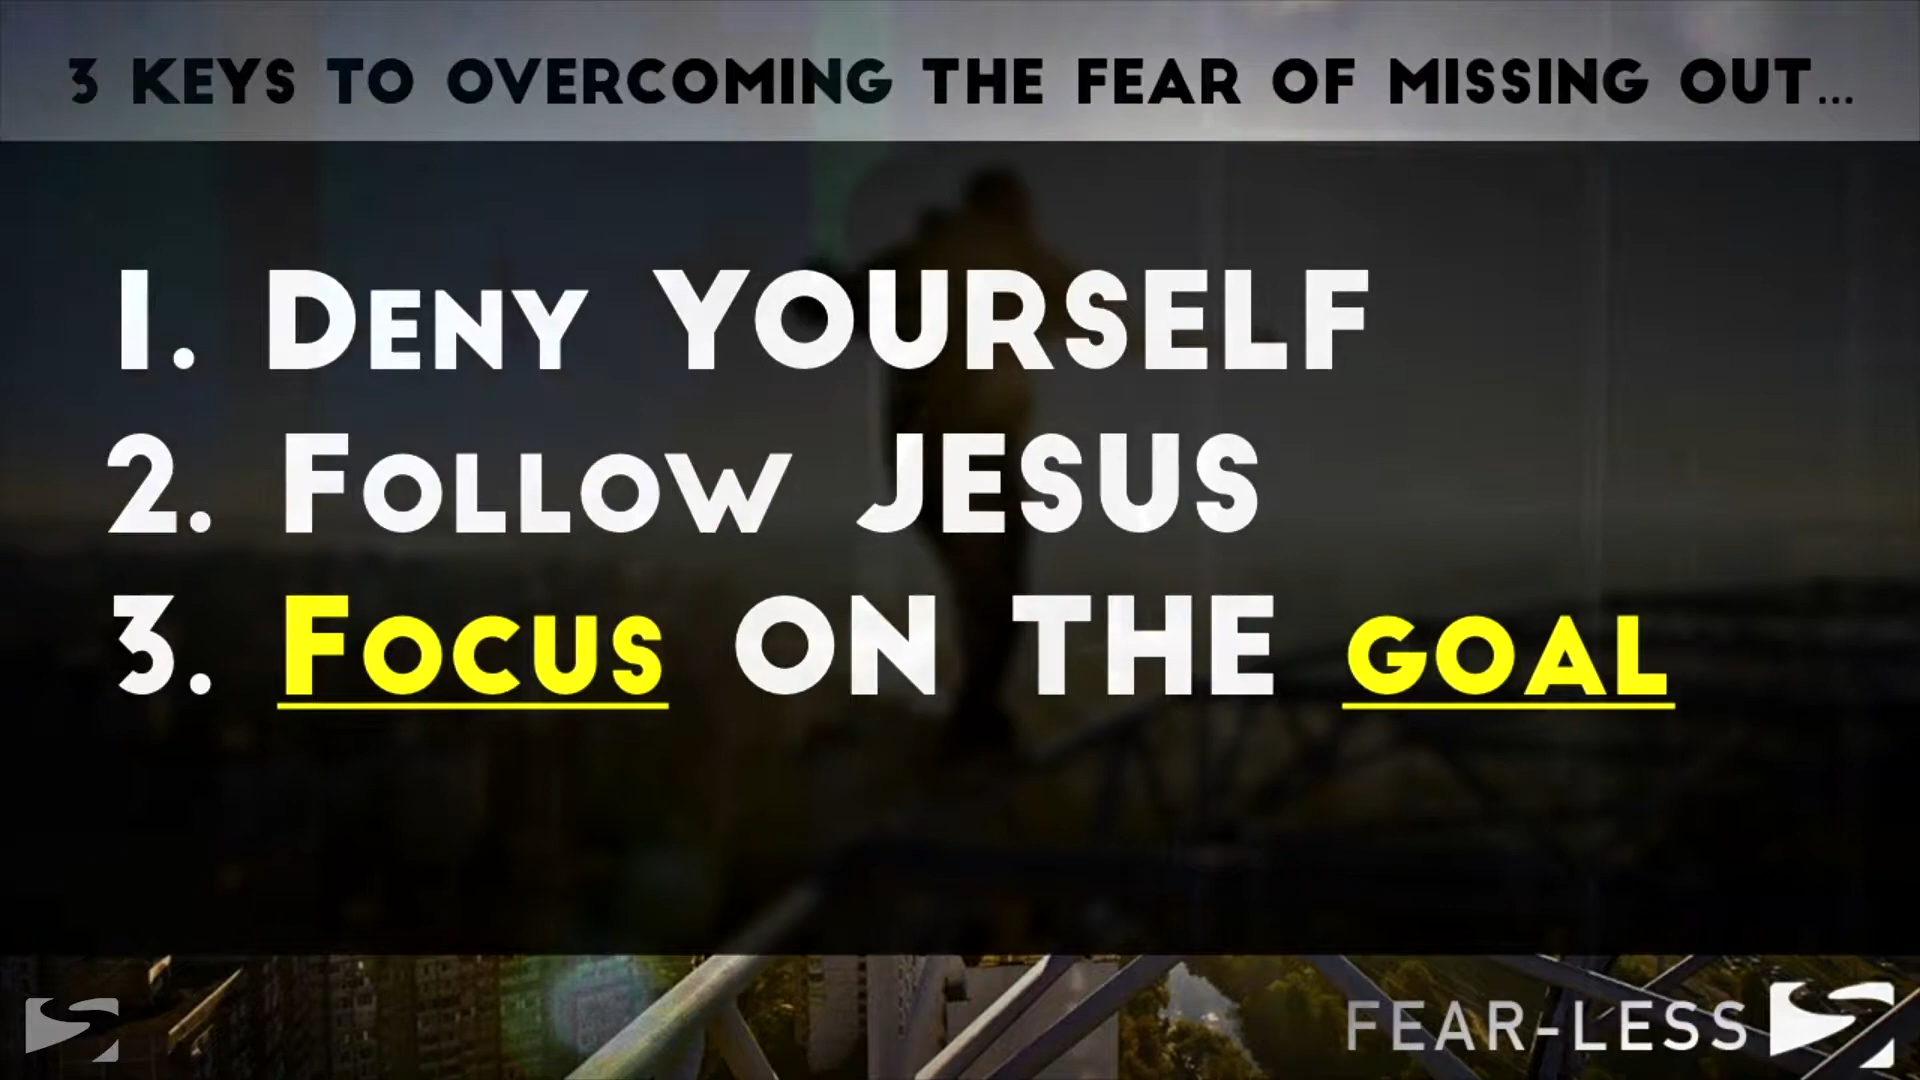 3 KEYS TO OVERCOMING THE FEAR OF MISSING OUT...
1. DENY YOURSELF
2. FOLLOW JESUS
3. FOCUS ON THE GOAL
FEAR-LESS